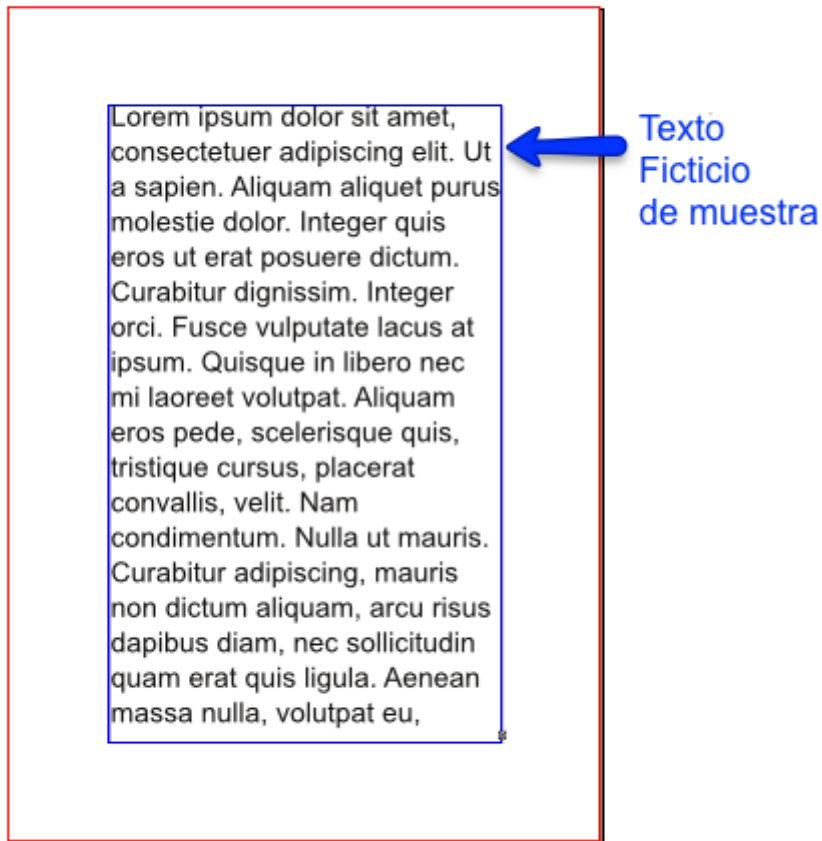 Lorem ipsum dolor sit amet,
consectetuer adipiscing elit. Ut
a sapien. Aliquam aliquet purus
molestie dolor. Integer quis
eros ut erat posuere dictum.
Curabitur dignissim. Integer
orci. Fusce vulputate lacus at
ipsum. Quisque in libero nec
mi laoreet volutpat. Aliquam
eros pede, scelerisque quis,
tristique cursus, placerat
convallis, velit. Nam
condimentum. Nulla ut mauris.
Curabitur adipiscing, mauris
non dictum aliquam, arcu risus
dapibus diam, nec sollicitudin
quam erat quis ligula. Aenean
massa nulla, volutpat eu,
Texto
Ficticio
de muestra